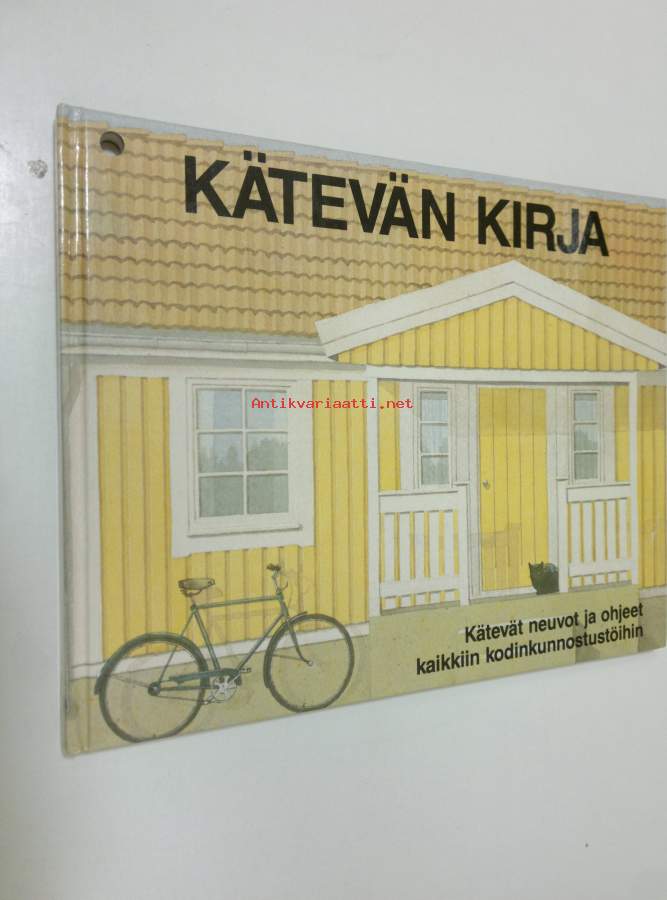 KÄTEVÄN KIRJA
Antikvariaatti.net
Kätevät neuvot ja ohjeet
kaikkiin kodinkunnostustöihin